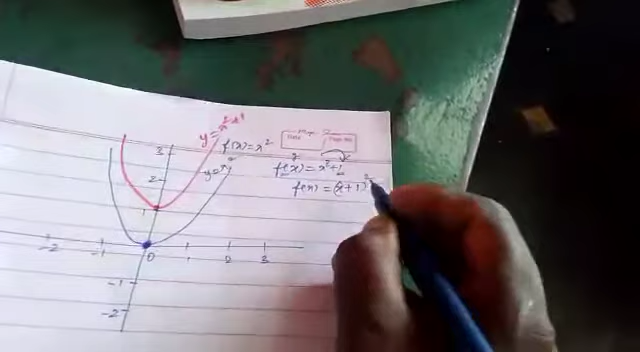 y=x²+1
f(x)=x²
y=x²
f(x) = x²+1
f(x) = (x+1)²
3
2
1
-2 -1 0 1 2 3
-1
-2